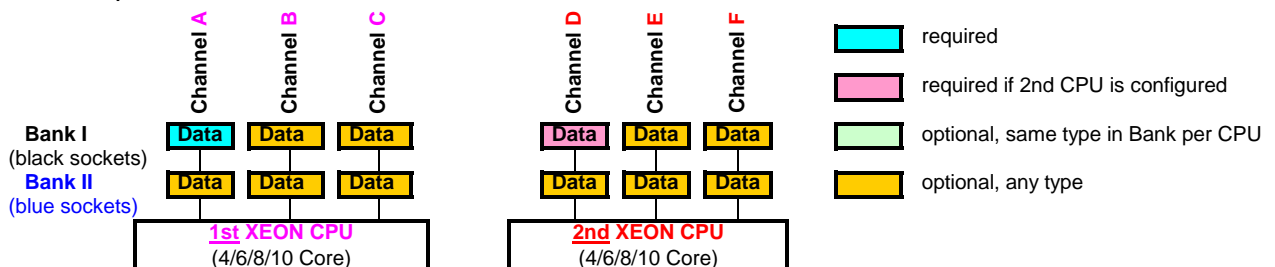 Channel A
Channel B
Channel C
Channel D
Channel E
Channel F
required
required if 2nd CPU is configured
Bank I
Data Data Data Data Data Data
(black sockets)
optional, same type in Bank per CPU
Bank II
Data Data Data Data Data Data
optional, any type
(blue sockets)
1st XEON CPU
(4/6/8/10 Core)
2nd XEON CPU
(4/6/8/10 Core)